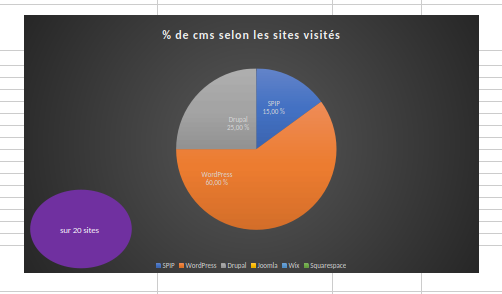 % de cms selon les sites visités
SPIP
15,00 %
Drupal
25,00 %
WordPress
60,00 %
sur 20 sites
SPIP WordPress Drupal Joomla Wix Squarespace